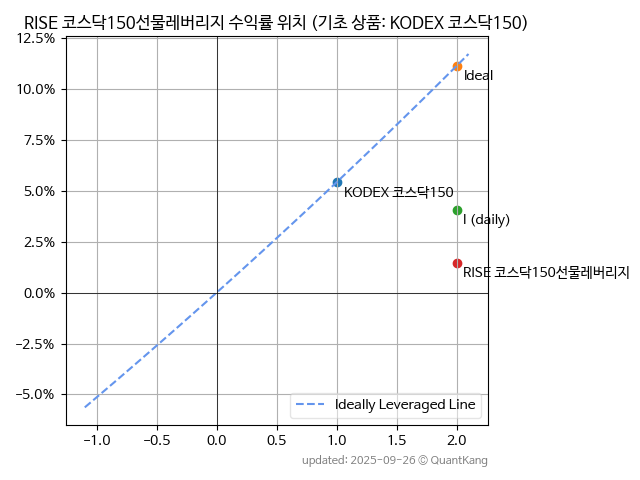 RISE 코스닥150선물레버리지 수익률 위치 (기초 상품: KODEX 코스닥150)
12.5%
10.0%
7.5%
5.0%
2.5%
0.0%
−2.5%
−5.0%
Ideal
KODEX 코스닥150
I (daily)
RISE 코스닥150선물레버리지
Ideally Leveraged Line
−1.0 −0.5 0.0 0.5 1.0 1.5 2.0
updated: 2025-09-26 © QuantKang